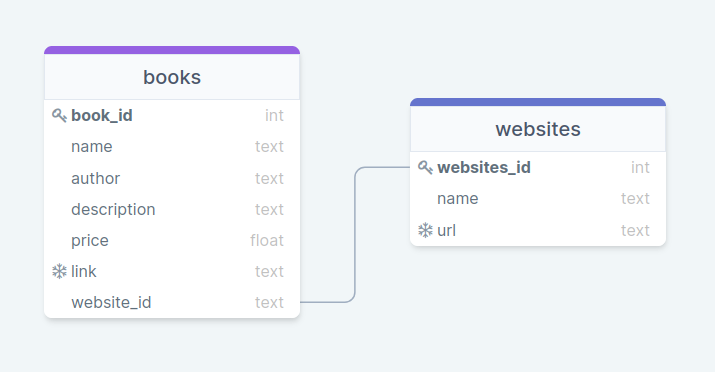 books
book_id int
name text
author text
description text
price float
link text
website_id text
websites
websites_id int
name text
url text